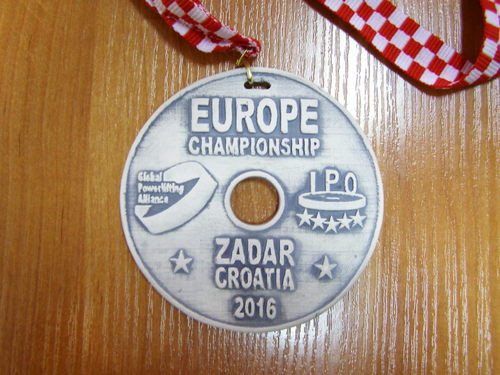 EUROPE
CHAMPIONSHIP
Global
Powerlifting
Alliance
IPO
ZADAR
CROATIA
2016